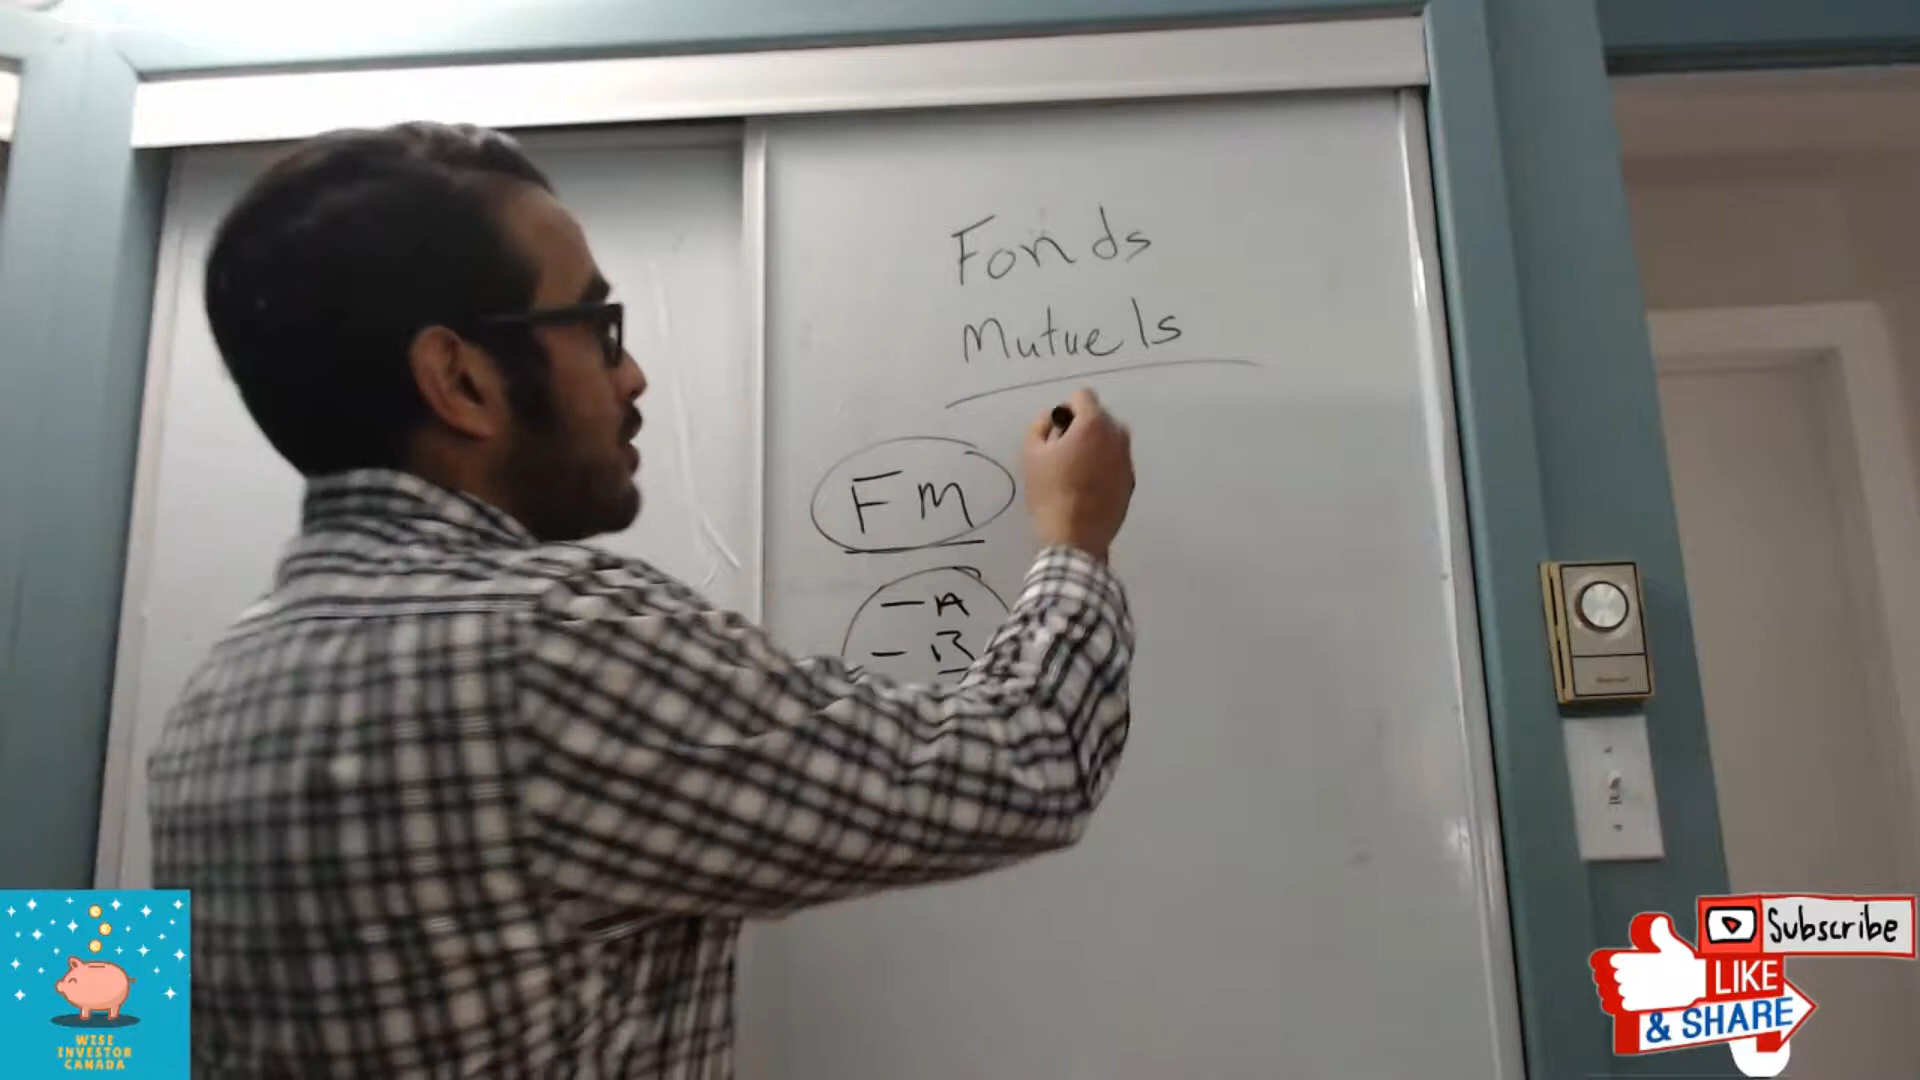 Fonds
Mutuels
FM
- A
- B
WISE
INVESTOR
CANADA
Subscribe
LIKE
& SHARE